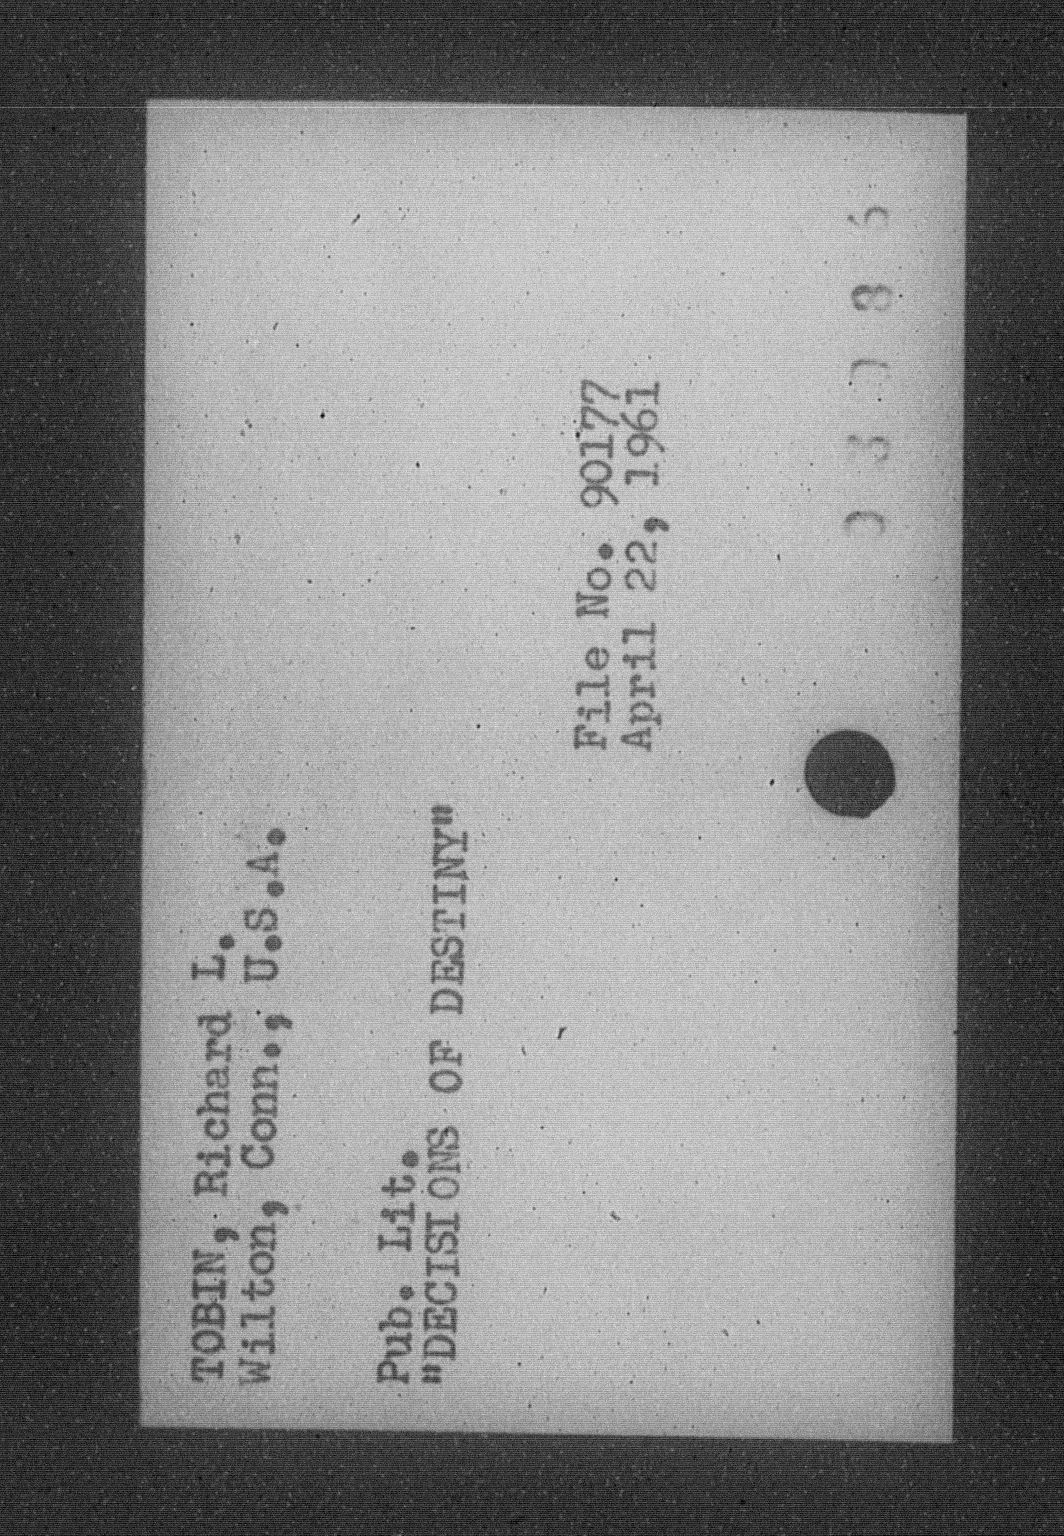 TOBIN, Richard L.
Wilton, Conn., U.S.A.
Pub. Lit.
"DECISIONS OF DESTINY"
File No. 90177
April 22, 1961